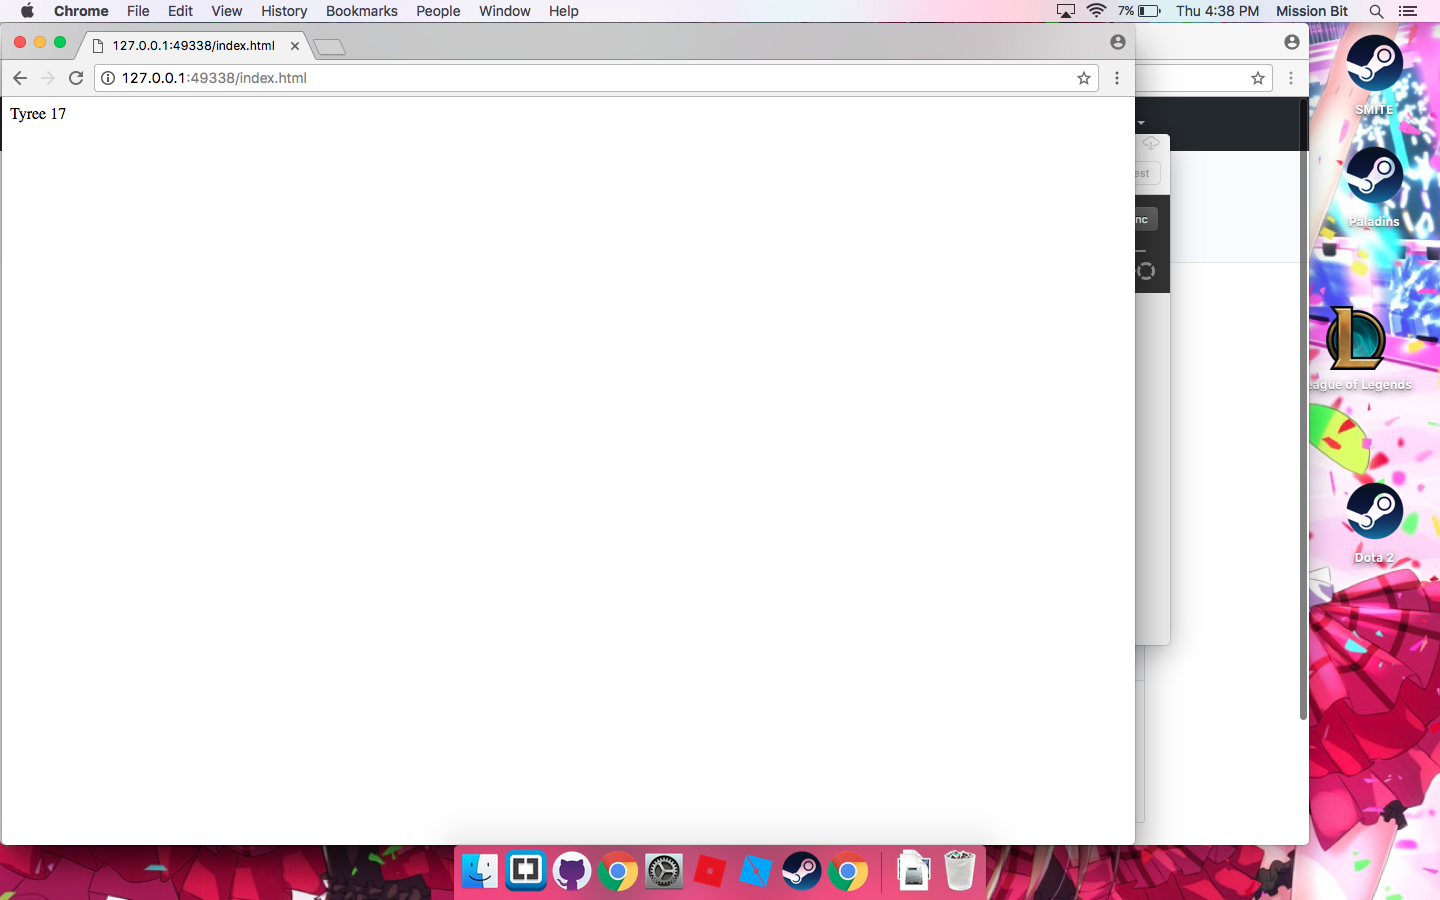 Chrome File Edit View History Bookmarks People Window Help 7% Thu 4:38 PM Mission Bit
127.0.0.1:49338/index.html
127.0.0.1:49338/index.html
Tyree 17
est
nc
SMITE
Paladins
eague of Legends
Dota 2